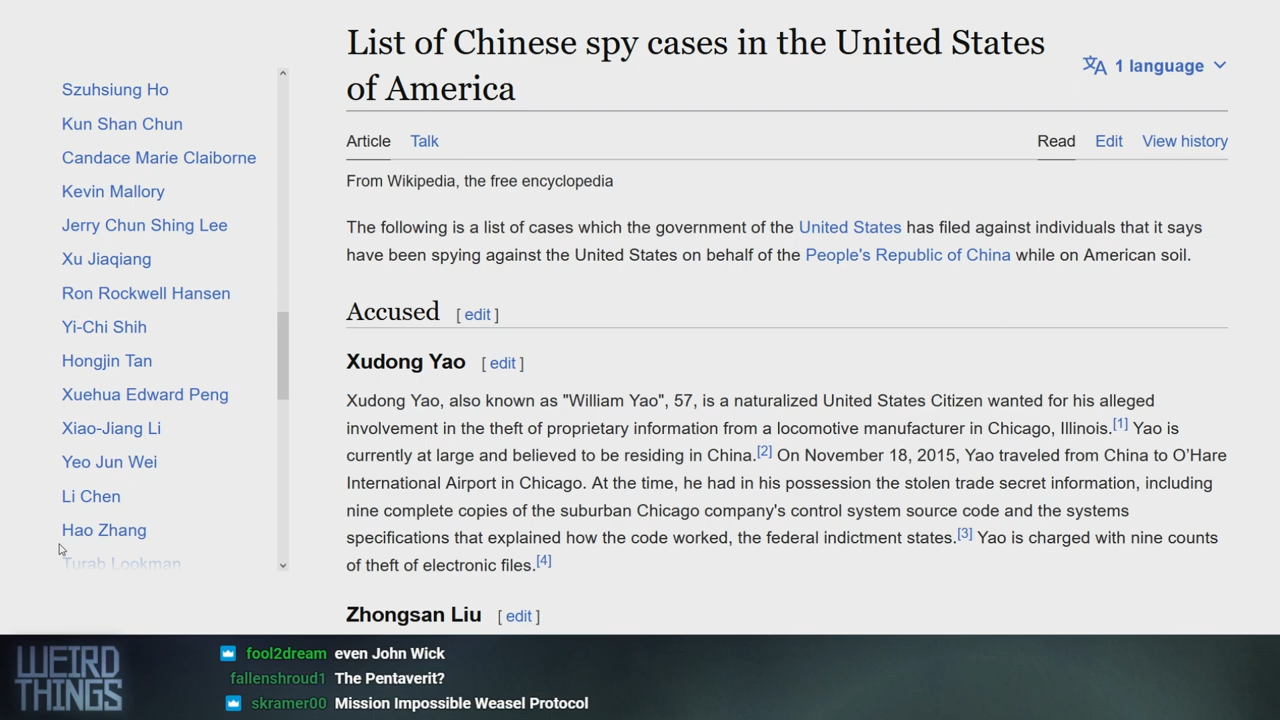 List of Chinese spy cases in the United States
of America
1 language
Szuhsiung Ho
Kun Shan Chun
Candace Marie Claiborne
Kevin Mallory
Jerry Chun Shing Lee
Xu Jiaqiang
Ron Rockwell Hansen
Yi-Chi Shih
Hongjin Tan
Xuehua Edward Peng
Xiao-Jiang Li
Yeo Jun Wei
Li Chen
Hao Zhang
Turab Lookman
Article Talk Read Edit View history
From Wikipedia, the free encyclopedia
The following is a list of cases which the government of the United States has filed against individuals that it says
have been spying against the United States on behalf of the People's Republic of China while on American soil.
Accused [ edit ]
Xudong Yao [ edit ]
Xudong Yao, also known as "William Yao", 57, is a naturalized United States Citizen wanted for his alleged
involvement in the theft of proprietary information from a locomotive manufacturer in Chicago, Illinois.[1] Yao is
currently at large and believed to be residing in China.[2] On November 18, 2015, Yao traveled from China to O’Hare
International Airport in Chicago. At the time, he had in his possession the stolen trade secret information, including
nine complete copies of the suburban Chicago company's control system source code and the systems
specifications that explained how the code worked, the federal indictment states.[3] Yao is charged with nine counts
of theft of electronic files.[4]
Zhongsan Liu [ edit ]
WEIRD
THINGS
fool2dream even John Wick
fallenshroud1 The Pentaverit?
skramer00 Mission Impossible Weasel Protocol